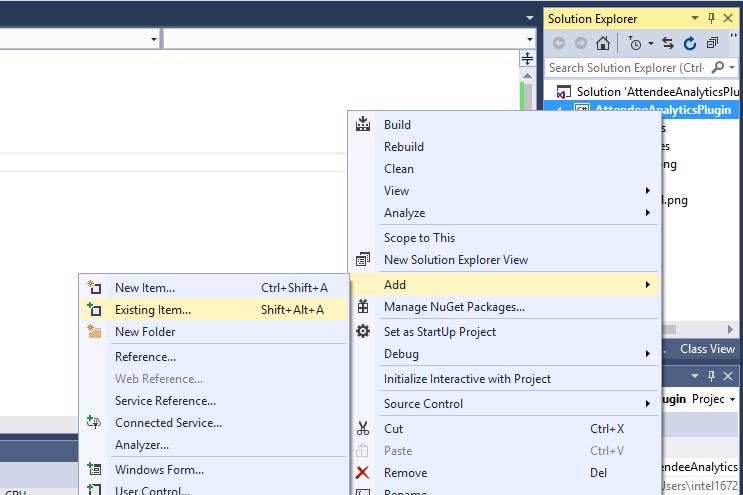 Solution Explorer
Search Solution Explorer (Ctrl-
Solution 'AttendeeAnalyticsPlu
C#
AttendeeAnalyticsPlugin
s
es
ong
l.png
Build
Rebuild
Clean
View
Analyze
Scope to This
New Solution Explorer View
Add
Manage NuGet Packages...
Set as StartUp Project
Debug
Initialize Interactive with Project
Source Control
Cut Ctrl+X
Paste Ctrl+V
Remove Del
Rename
New Item... Ctrl+Shift+A
Existing Item... Shift+Alt+A
New Folder
Reference...
Web Reference...
Service Reference...
Connected Service...
Analyzer...
Windows Form...
User Control...
Class View
ugin Projec
endeeAnalytics
Users\intel1672
CPU